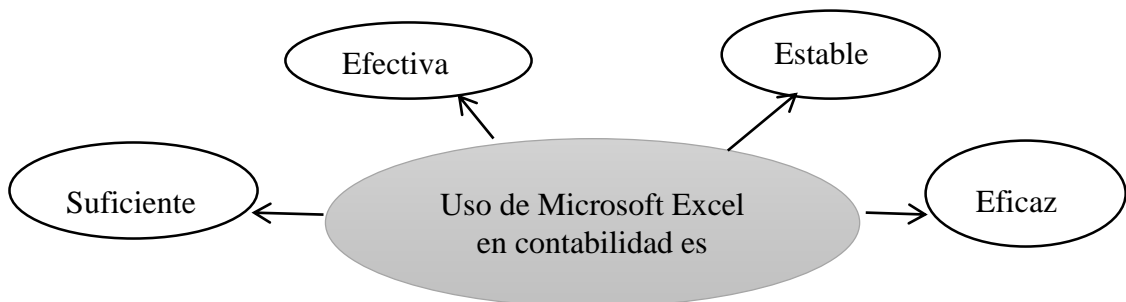 Efectiva
Estable
Suficiente
Uso de Microsoft Excel
en contabilidad es
Eficaz